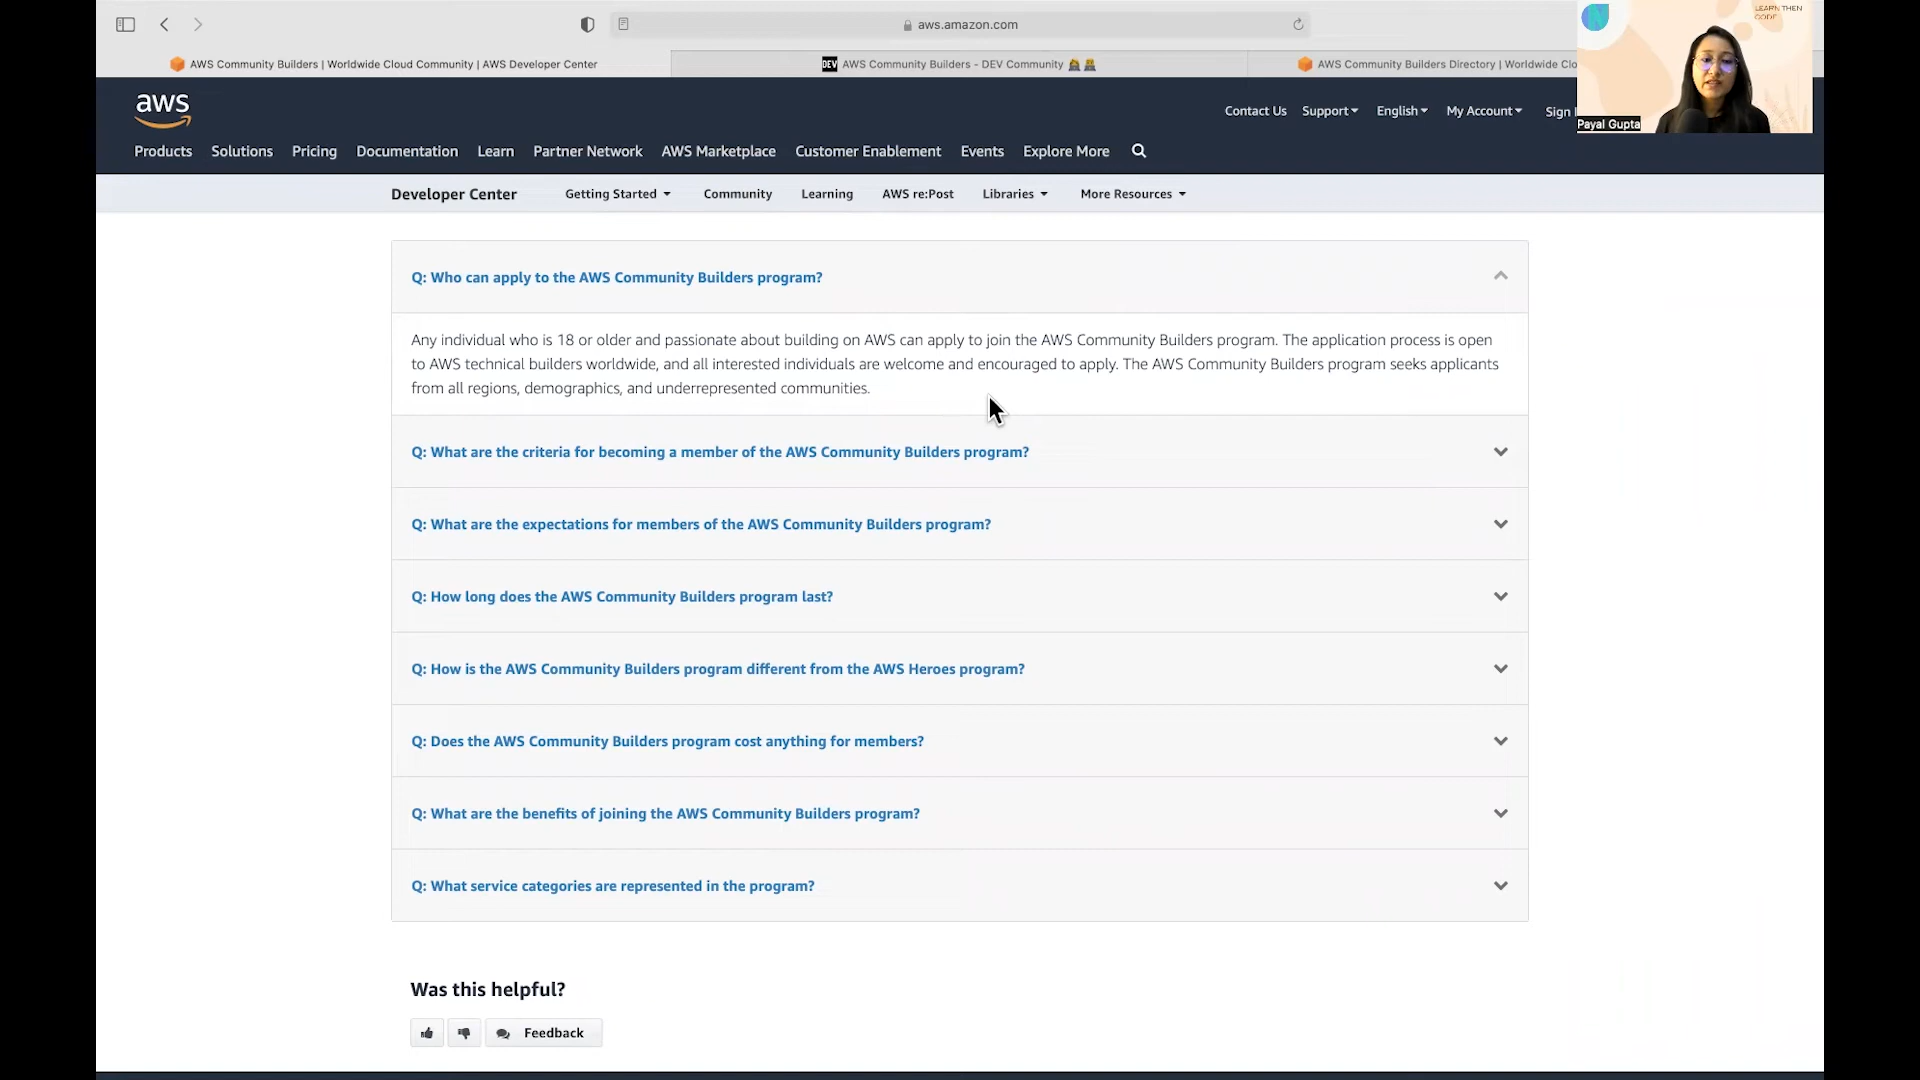 aws.amazon.com
AWS Community Builders | Worldwide Cloud Community | AWS Developer Center
DEV AWS Community Builders - DEV Community
AWS Community Builders Directory | Worldwide Clo
LEARN THEN
CODE
Payal Gupta
aws
Contact Us Support English My Account Sign
Products Solutions Pricing Documentation Learn Partner Network AWS Marketplace Customer Enablement Events Explore More
Developer Center Getting Started Community Learning AWS re:Post Libraries More Resources
Q: Who can apply to the AWS Community Builders program?
Any individual who is 18 or older and passionate about building on AWS can apply to join the AWS Community Builders program. The application process is open
to AWS technical builders worldwide, and all interested individuals are welcome and encouraged to apply. The AWS Community Builders program seeks applicants
from all regions, demographics, and underrepresented communities.
Q: What are the criteria for becoming a member of the AWS Community Builders program?
Q: What are the expectations for members of the AWS Community Builders program?
Q: How long does the AWS Community Builders program last?
Q: How is the AWS Community Builders program different from the AWS Heroes program?
Q: Does the AWS Community Builders program cost anything for members?
Q: What are the benefits of joining the AWS Community Builders program?
Q: What service categories are represented in the program?
Was this helpful?
Feedback